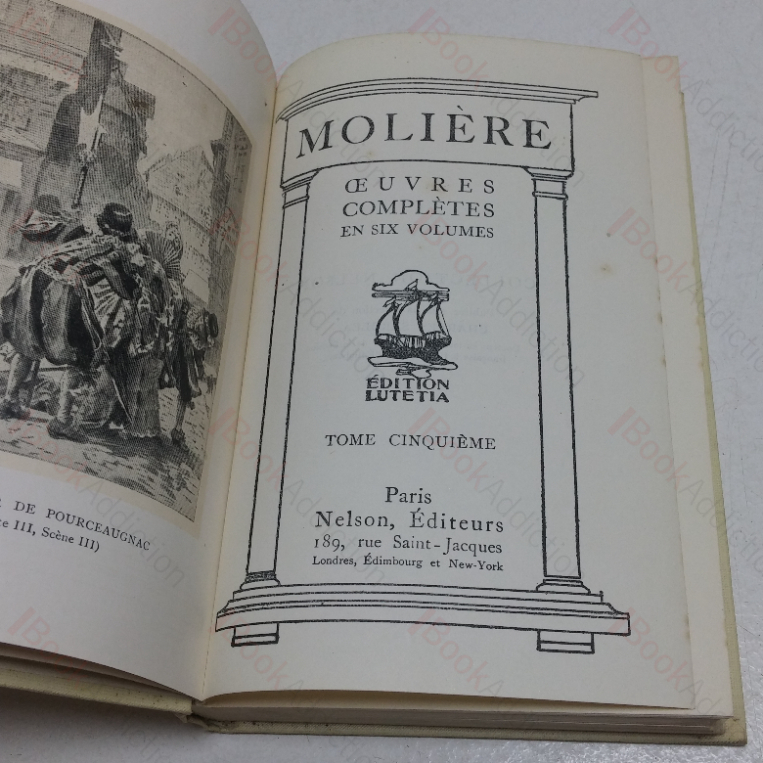 DE POURCEAUGNAC
III, Scène III)
MOLIÈRE
ŒUVRES
COMPLÈTES
EN SIX VOLUMES
ÉDITION
LUTETIA
TOME CINQUIÈME
Paris
Nelson, Éditeurs
189, rue Saint-Jacques
Londres, Édimbourg et New-York
BookAddiction